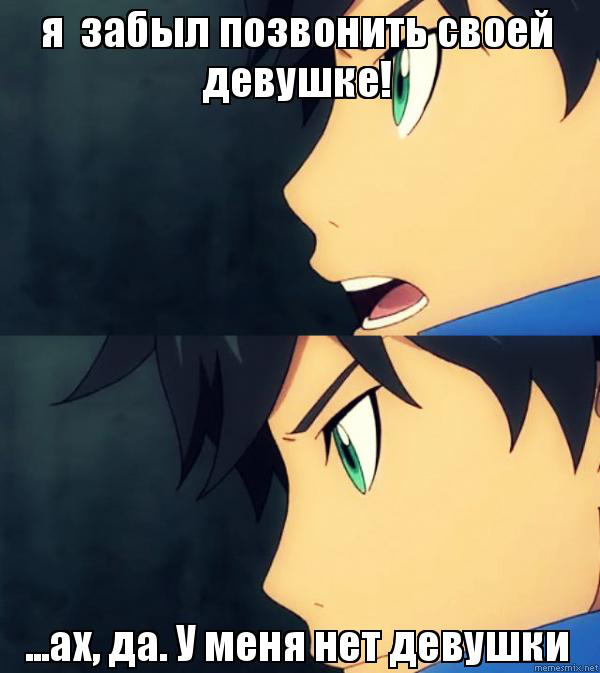 я  забыл позвонить своей
девушке!
...ах, да. У меня нет девушки
memesmix.net